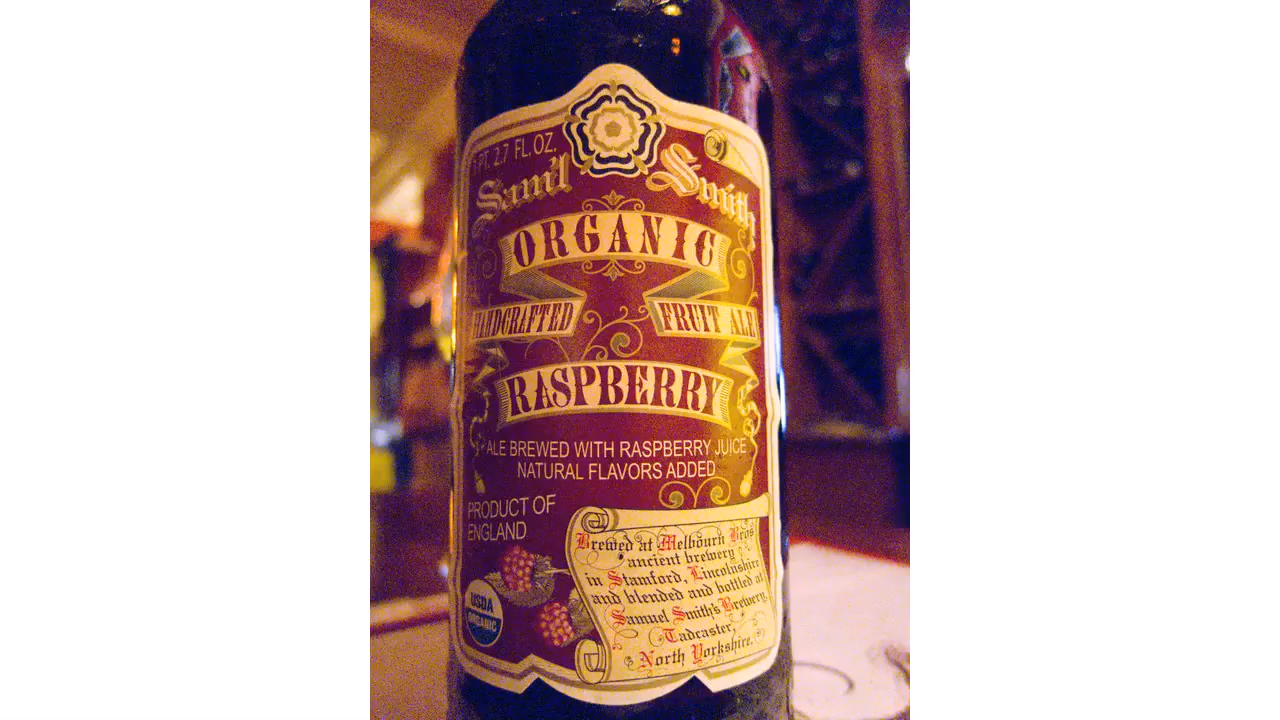 1 PT. 2.7 FL. OZ.
Sam'l Smith
ORGANIC
HANDCRAFTED FRUIT ALE
RASPBERRY
ALE BREWED WITH RASPBERRY JUICE
NATURAL FLAVORS ADDED
PRODUCT OF
ENGLAND
Brewed at Melbourn Bros
ancient brewery
in Stamford, Lincolnshire
and blended and bottled at
Samuel Smith's Brewery,
Tadcaster,
North Yorkshire.
USDA
ORGANIC